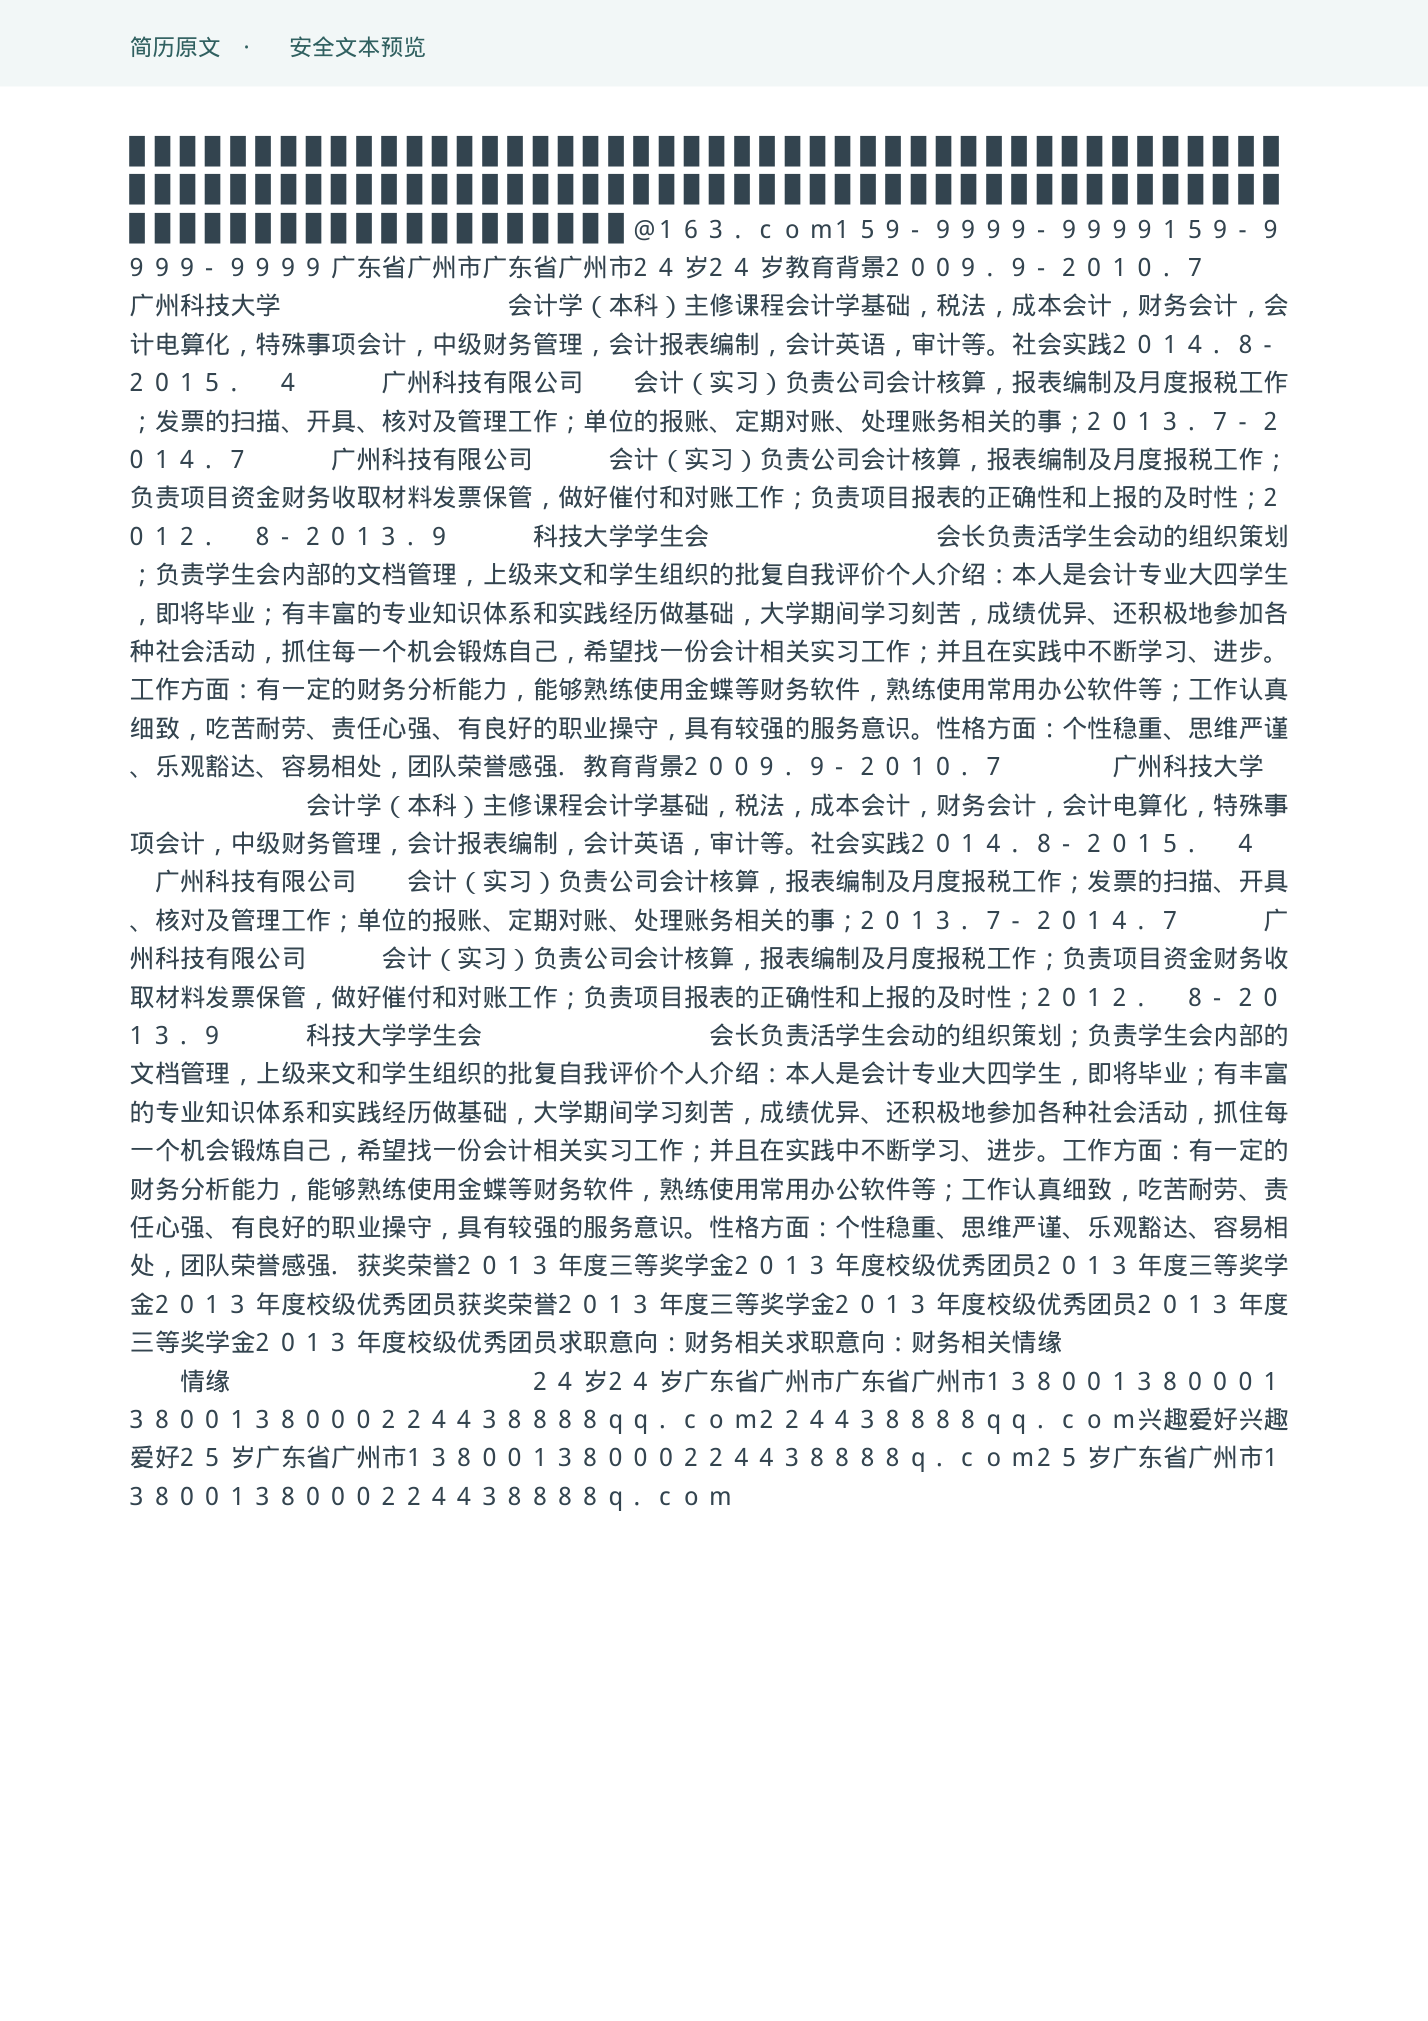 简历原文 · 安全文本预览
@163.com159-9999-9999159-9
999-9999广东省广州市广东省广州市24岁24岁教育背景2009.9-2010.7
广州科技大学 会计学(本科)主修课程会计学基础,税法,成本会计,财务会计,会
计电算化,特殊事项会计,中级财务管理,会计报表编制,会计英语,审计等。社会实践2014.8-
2015. 4 广州科技有限公司 会计(实习)负责公司会计核算,报表编制及月度报税工作
;发票的扫描、开具、核对及管理工作;单位的报账、定期对账、处理账务相关的事;2013.7-2
014.7 广州科技有限公司 会计(实习)负责公司会计核算,报表编制及月度报税工作;
负责项目资金财务收取材料发票保管,做好催付和对账工作;负责项目报表的正确性和上报的及时性;2
012. 8-2013.9 科技大学学生会 会长负责活学生会动的组织策划
;负责学生会内部的文档管理,上级来文和学生组织的批复自我评价个人介绍:本人是会计专业大四学生
,即将毕业;有丰富的专业知识体系和实践经历做基础,大学期间学习刻苦,成绩优异、还积极地参加各
种社会活动,抓住每一个机会锻炼自己,希望找一份会计相关实习工作;并且在实践中不断学习、进步。
工作方面:有一定的财务分析能力,能够熟练使用金蝶等财务软件,熟练使用常用办公软件等;工作认真
细致,吃苦耐劳、责任心强、有良好的职业操守,具有较强的服务意识。性格方面:个性稳重、思维严谨
、乐观豁达、容易相处,团队荣誉感强. 教育背景2009.9-2010.7 广州科技大学
会计学(本科)主修课程会计学基础,税法,成本会计,财务会计,会计电算化,特殊事
项会计,中级财务管理,会计报表编制,会计英语,审计等。社会实践2014.8-2015. 4
广州科技有限公司 会计(实习)负责公司会计核算,报表编制及月度报税工作;发票的扫描、开具
、核对及管理工作;单位的报账、定期对账、处理账务相关的事;2013.7-2014.7 广
州科技有限公司 会计(实习)负责公司会计核算,报表编制及月度报税工作;负责项目资金财务收
取材料发票保管,做好催付和对账工作;负责项目报表的正确性和上报的及时性;2012. 8-20
13.9 科技大学学生会 会长负责活学生会动的组织策划;负责学生会内部的
文档管理,上级来文和学生组织的批复自我评价个人介绍:本人是会计专业大四学生,即将毕业;有丰富
的专业知识体系和实践经历做基础,大学期间学习刻苦,成绩优异、还积极地参加各种社会活动,抓住每
一个机会锻炼自己,希望找一份会计相关实习工作;并且在实践中不断学习、进步。工作方面:有一定的
财务分析能力,能够熟练使用金蝶等财务软件,熟练使用常用办公软件等;工作认真细致,吃苦耐劳、责
任心强、有良好的职业操守,具有较强的服务意识。性格方面:个性稳重、思维严谨、乐观豁达、容易相
处,团队荣誉感强. 获奖荣誉2013年度三等奖学金2013年度校级优秀团员2013年度三等奖学
金2013年度校级优秀团员获奖荣誉2013年度三等奖学金2013年度校级优秀团员2013年度
三等奖学金2013年度校级优秀团员求职意向:财务相关求职意向:财务相关情缘
情缘 24岁24岁广东省广州市广东省广州市138001380001
3800138000224438888qq.com224438888qq.com兴趣爱好兴趣
爱好25岁广东省广州市13800138000224438888q.com25岁广东省广州市1
3800138000224438888q.com